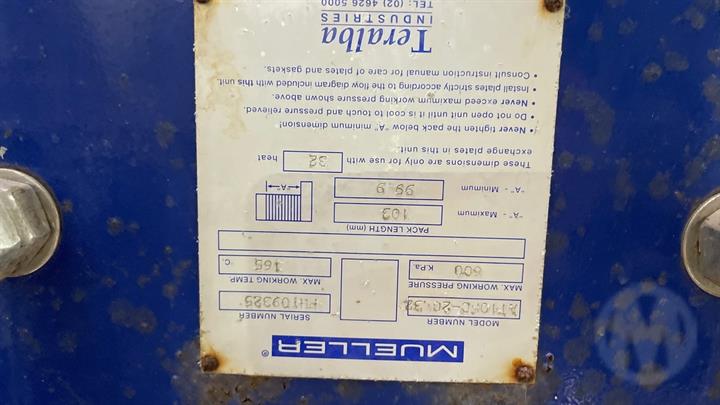 MUELLER®
MODEL NUMBER
SERIAL NUMBER
MH109325
MAX. WORKING PRESSURE
600 K.Pa
MAX. WORKING TEMP.
165 °C
PACK LENGTH (mm)
"A" - Maximum 103
"A" - Minimum 99.9
"A"
These dimensions are only for use with 32 heat
exchange plates in this unit.
• Never tighten the pack below "A" minimum dimension!
• Do not open unit until it is cool to touch and pressure relieved.
• Never exceed maximum working pressure shown above.
• Install plates strictly according to the flow diagram included with this unit.
• Consult instruction manual for care of plates and gaskets.
Teralba
INDUSTRIES
TEL: (02) 4626 5000